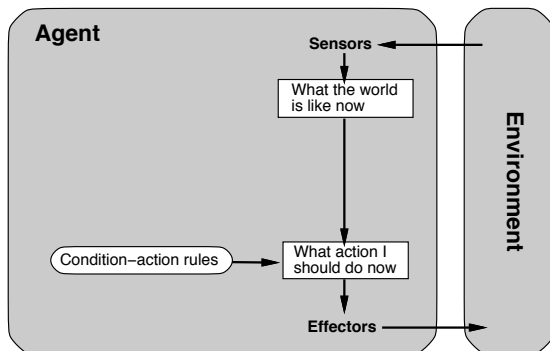 Agent
Sensors
What the world
is like now
Environment
Condition−action rules
What action I
should do now
Effectors